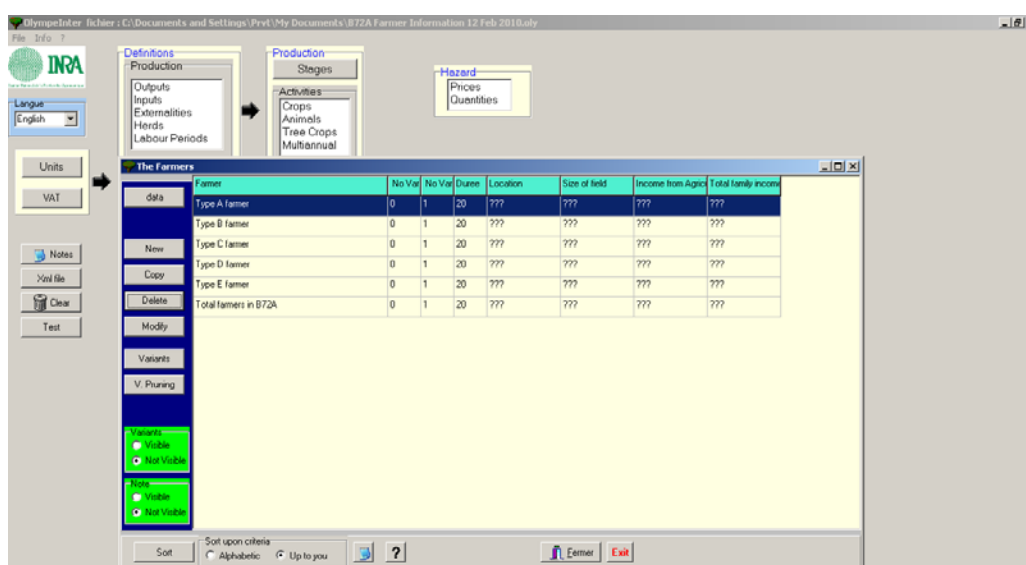 OlympeInter fichier : C:\Documents and Settings\Prvt\My Documents\B72A Farmer Information 12 Feb 2010.oly
File Info ?
INRA
Langue
English
Units
VAT
Notes
Xml file
Clear
Test
Definitions
Production
Outputs
Inputs
Externalities
Herds
Labour Periods
Production
Stages
Activities
Crops
Animals
Tree Crops
Multiannual
Hazard
Prices
Quantities
The Farmers
data
New
Copy
Delete
Modify
Variants
V. Pruning
Variants
Visible
Not Visible
Note
Visible
Not Visible
Farmer No Var No Var Duree Location Size of field Income from Agric Total family income
Type A farmer 0 1 20 ??? ??? ??? ???
Type B farmer 0 1 20 ??? ??? ??? ???
Type C farmer 0 1 20 ??? ??? ??? ???
Type D farmer 0 1 20 ??? ??? ??? ???
Type E farmer 0 1 20 ??? ??? ??? ???
Total farmers in B72A 0 1 20 ??? ??? ??? ???
Sort
Sort upon criteria
Alphabetic Up to you
?
Fermer
Exit